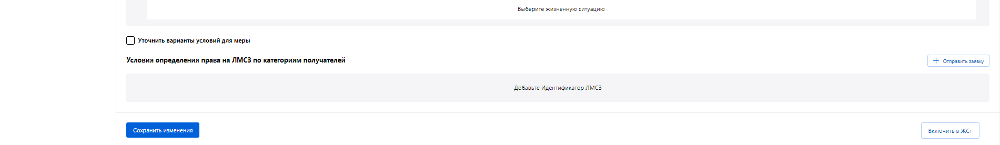 Выберите жизненную ситуацию
Уточнить варианты условий для меры
Условия определения права на ЛМСЗ по категориям получателей
Отправить заявку
Добавьте Идентификатор ЛМСЗ
Сохранить изменения
Включить в ЖСт